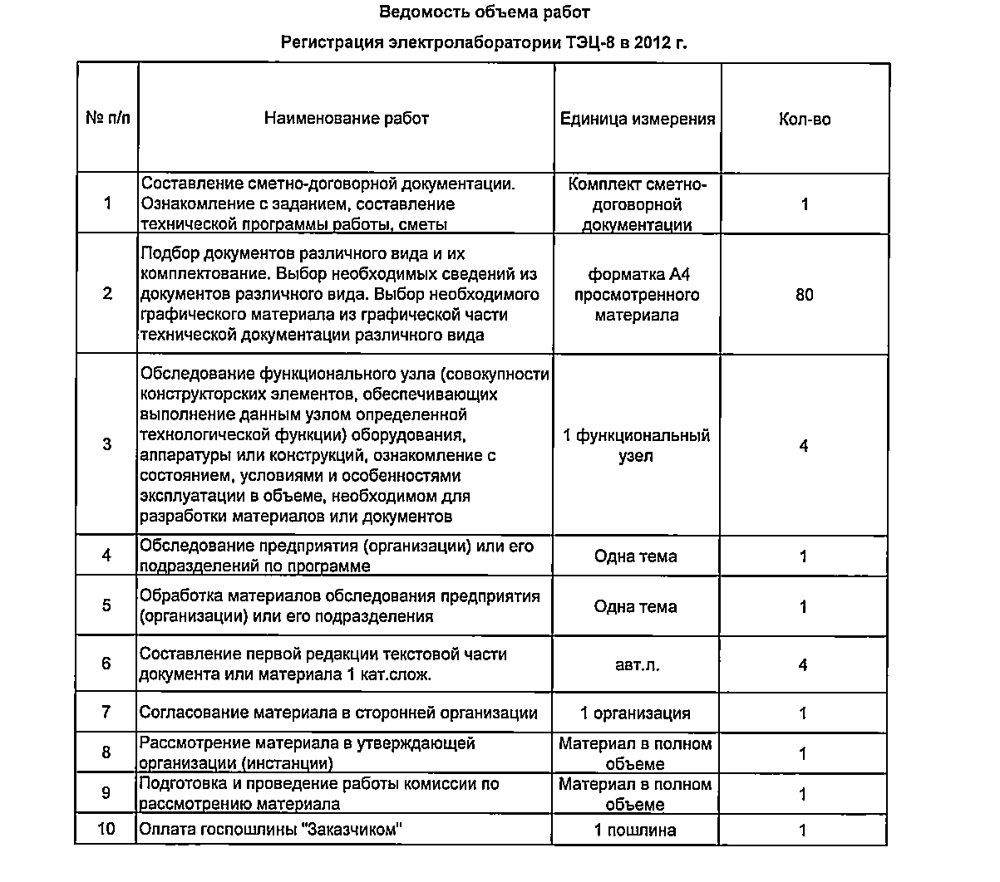 Ведомость объема работ
Регистрация электролаборатории ТЭЦ-8 в 2012 г.
№ п/п
Наименование работ
Единица измерения
Кол-во
1
Составление сметно-договорной документации.
Ознакомление с заданием, составление
технической программы работы, сметы
Комплект сметно-
договорной
документации
1
2
Подбор документов различного вида и их
комплектование. Выбор необходимых сведений из
документов различного вида. Выбор необходимого
графического материала из графической части
технической документации различного вида
форматка А4
просмотренного
материала
80
3
Обследование функционального узла (совокупности
конструкторских элементов, обеспечивающих
выполнение данным узлом определенной
технологической функции) оборудования,
аппаратуры или конструкций, ознакомление с
состоянием, условиями и особенностями
эксплуатации в объеме, необходимом для
разработки материалов или документов
1 функциональный
узел
4
4
Обследование предприятия (организации) или его
подразделений по программе
Одна тема
1
5
Обработка материалов обследования предприятия
(организации) или его подразделения
Одна тема
1
6
Составление первой редакции текстовой части
документа или материала 1 кат.слож.
авт.л.
4
7
Согласование материала в сторонней организации
1 организация
1
8
Рассмотрение материала в утверждающей
организации (инстанции)
Материал в полном
объеме
1
9
Подготовка и проведение работы комиссии по
рассмотрению материала
Материал в полном
объеме
1
10
Оплата госпошлины "Заказчиком"
1 пошлина
1